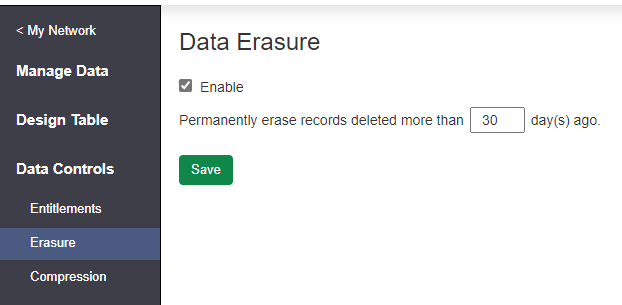 < My Network
Manage Data
Design Table
Data Controls
Entitlements
Erasure
Compression
Data Erasure
Enable
Permanently erase records deleted more than 30 day(s) ago.
Save